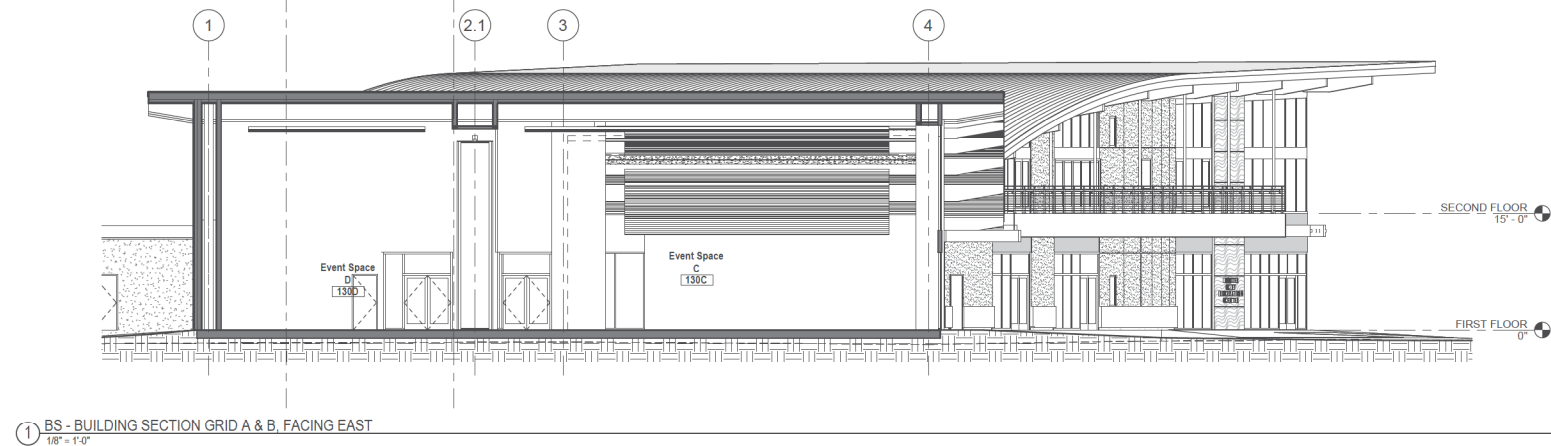 1
2.1
3
4
SECOND FLOOR
15' - 0"
Event Space
D
130D
Event Space
C
130C
FIRST FLOOR
0"
1
BS - BUILDING SECTION GRID A & B, FACING EAST
1/8" = 1'-0"